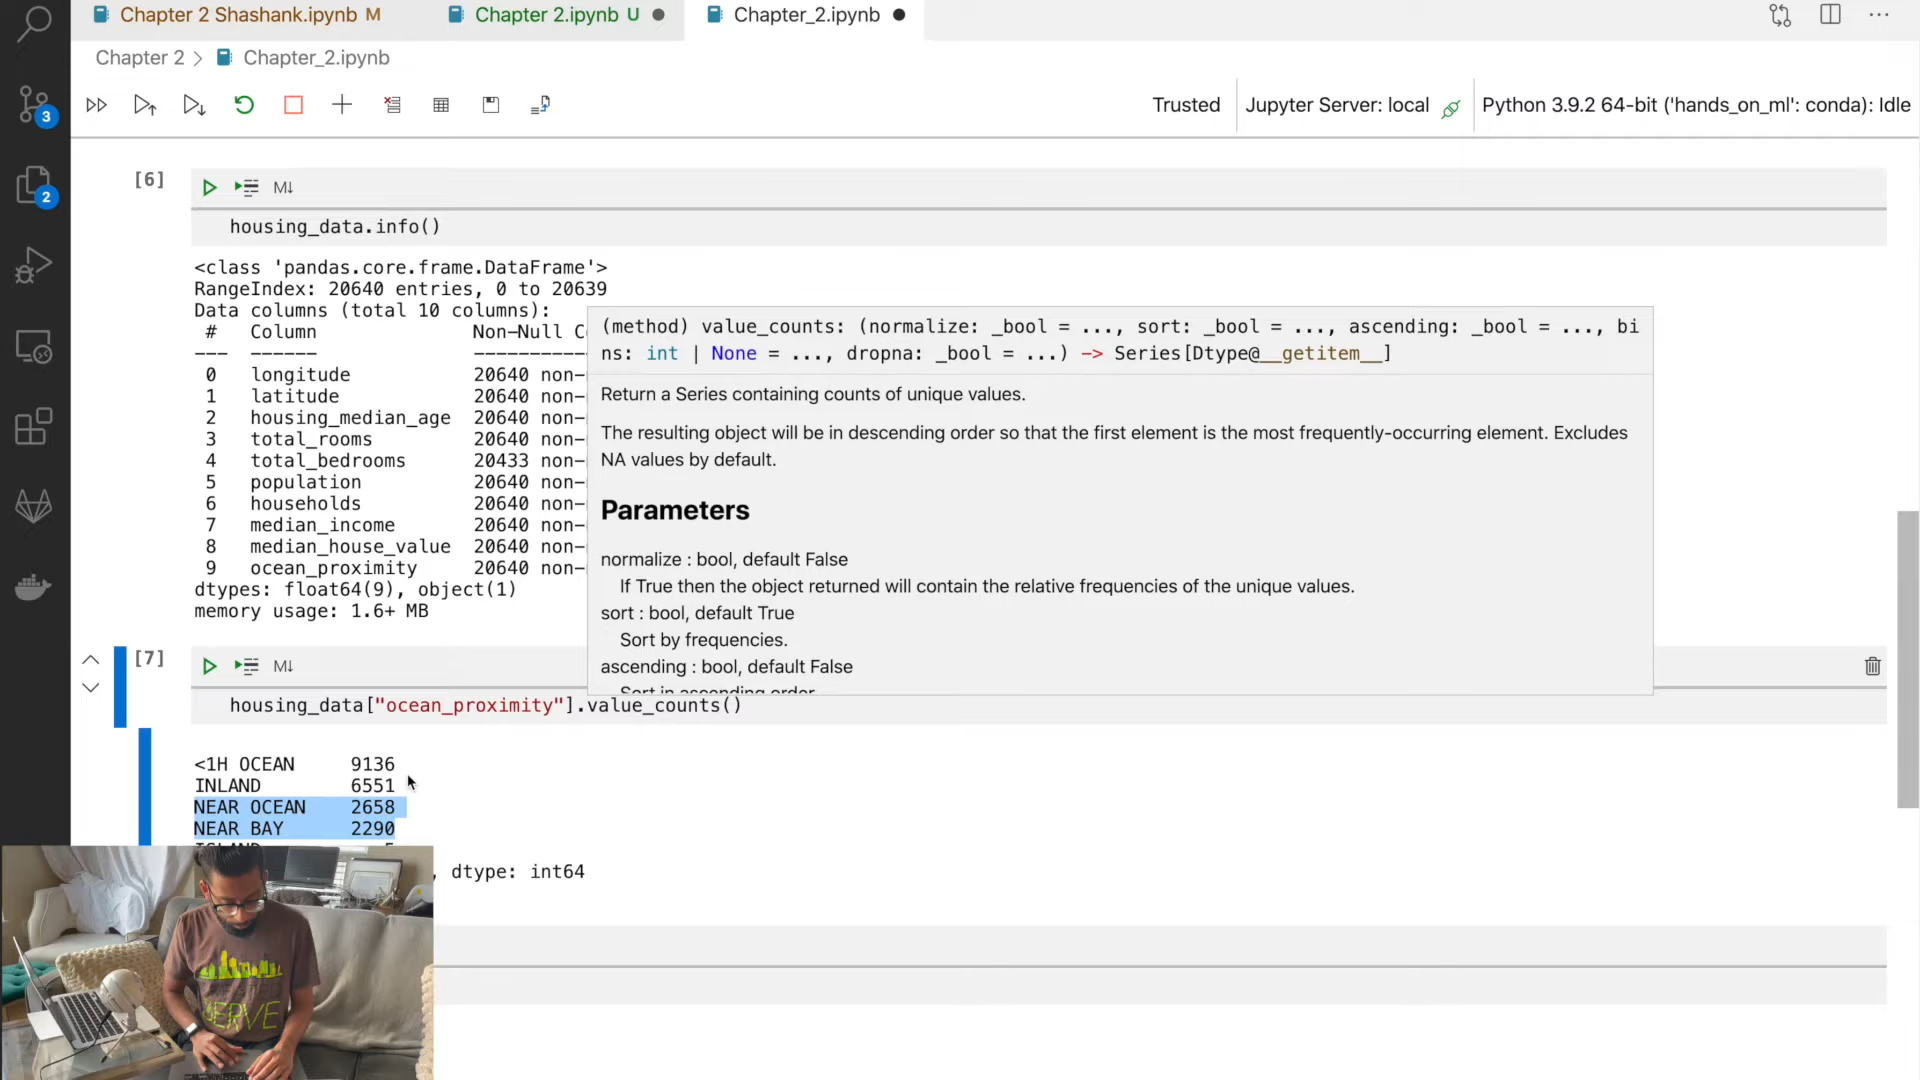 Chapter 2 Shashank.ipynb M
Chapter 2.ipynb U
Chapter_2.ipynb
Chapter 2 > Chapter_2.ipynb
3
2
Trusted
Jupyter Server: local
Python 3.9.2 64-bit ('hands_on_ml': conda): Idle
[6]
M↓
housing_data.info()
<class 'pandas.core.frame.DataFrame'>
RangeIndex: 20640 entries, 0 to 20639
Data columns (total 10 columns):
# Column Non-Null C
--- ------ ----------
0 longitude 20640 non-
1 latitude 20640 non-
2 housing_median_age 20640 non-
3 total_rooms 20640 non-
4 total_bedrooms 20433 non-
5 population 20640 non-
6 households 20640 non-
7 median_income 20640 non-
8 median_house_value 20640 non-
9 ocean_proximity 20640 non-
dtypes: float64(9), object(1)
memory usage: 1.6+ MB
(method) value_counts: (normalize: _bool = ..., sort: _bool = ..., ascending: _bool = ..., bi
ns: int | None = ..., dropna: _bool = ...) -> Series[Dtype@__getitem__]
Return a Series containing counts of unique values.
The resulting object will be in descending order so that the first element is the most frequently-occurring element. Excludes
NA values by default.
Parameters
normalize : bool, default False
If True then the object returned will contain the relative frequencies of the unique values.
sort : bool, default True
Sort by frequencies.
ascending : bool, default False
Sort in ascending order
[7]
M↓
housing_data["ocean_proximity"].value_counts()
<1H OCEAN 9136
INLAND 6551
NEAR OCEAN 2658
NEAR BAY 2290
ISLAND 5
, dtype: int64
SERVE